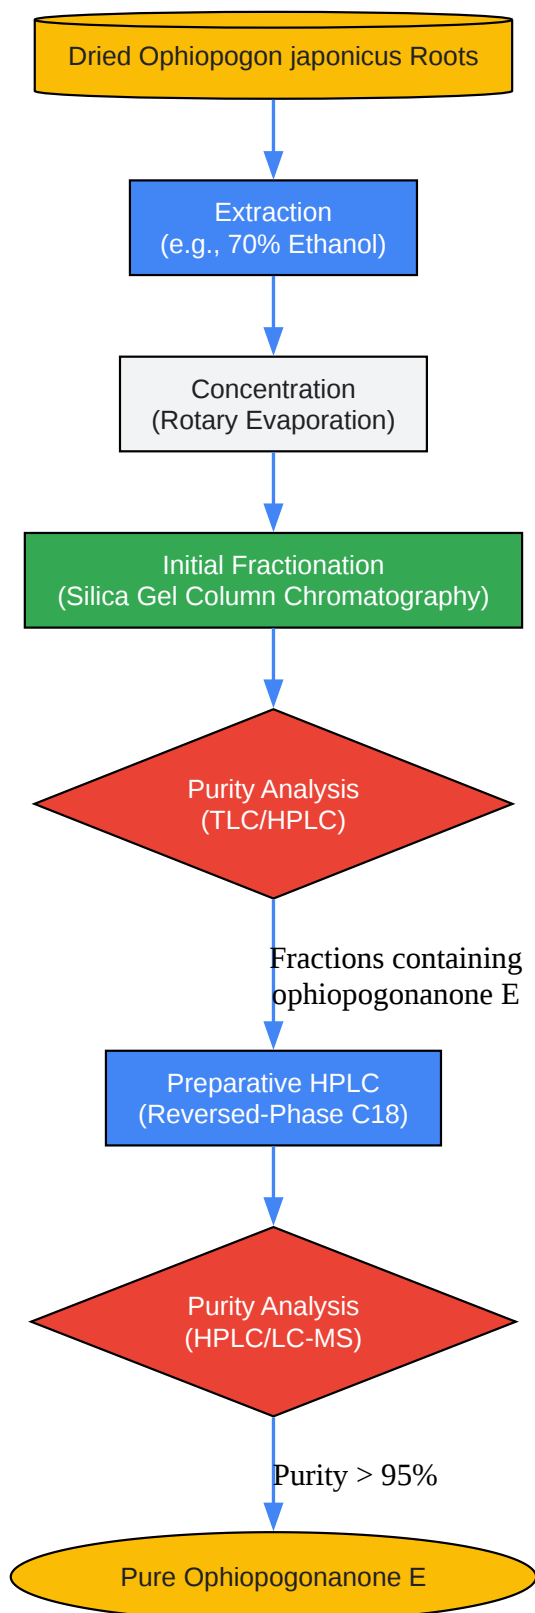 Dried Ophiopogon japonicus Roots
Extraction
(e.g., 70% Ethanol)
Concentration
(Rotary Evaporation)
Initial Fractionation
(Silica Gel Column Chromatography)
Purity Analysis
(TLC/HPLC)
Fractions containing
ophiopogonanone E
Preparative HPLC
(Reversed-Phase C18)
Purity Analysis
(HPLC/LC-MS)
Purity > 95%
Pure Ophiopogonanone E